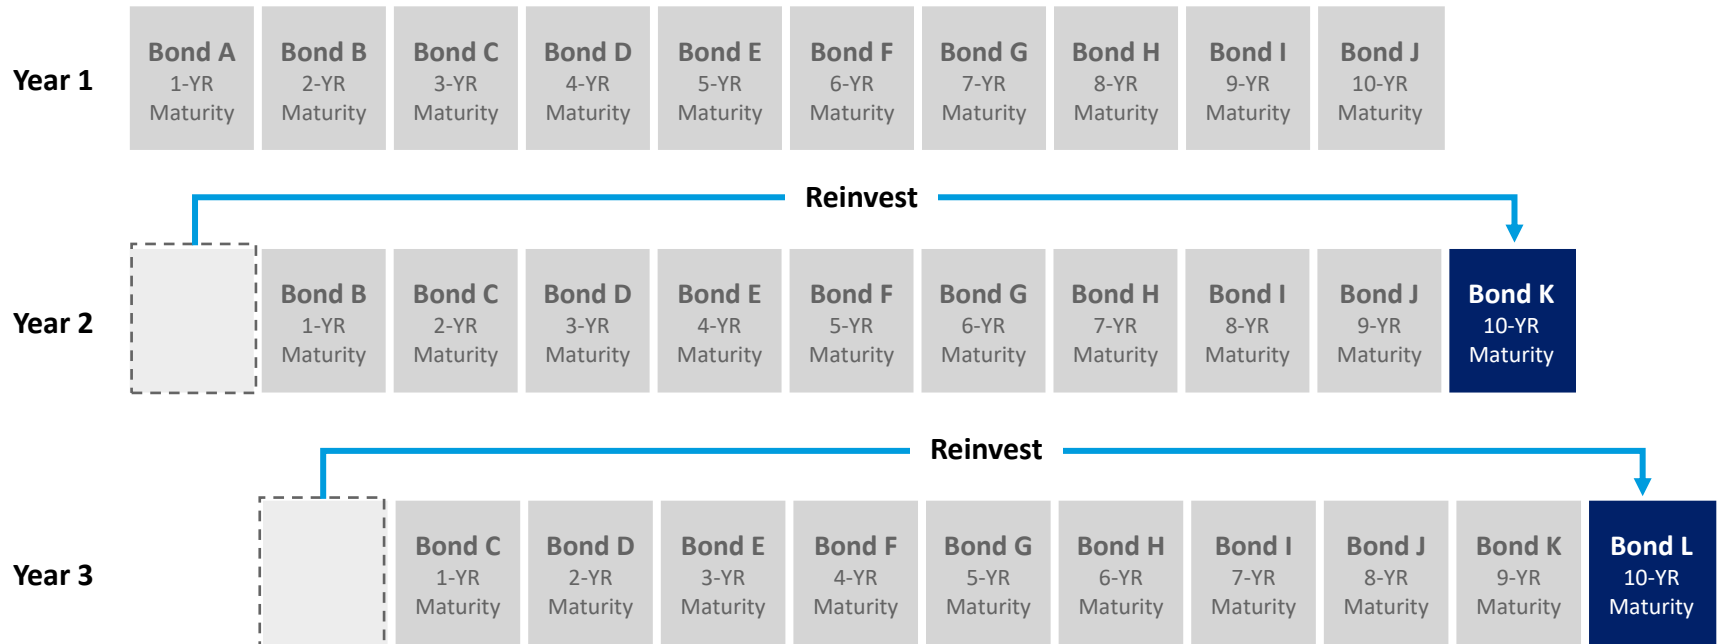 Year 1
Bond A
1-YR
Maturity
Bond B
2-YR
Maturity
Bond C
3-YR
Maturity
Bond D
4-YR
Maturity
Bond E
5-YR
Maturity
Bond F
6-YR
Maturity
Bond G
7-YR
Maturity
Bond H
8-YR
Maturity
Bond I
9-YR
Maturity
Bond J
10-YR
Maturity
Reinvest
Year 2
Bond B
1-YR
Maturity
Bond C
2-YR
Maturity
Bond D
3-YR
Maturity
Bond E
4-YR
Maturity
Bond F
5-YR
Maturity
Bond G
6-YR
Maturity
Bond H
7-YR
Maturity
Bond I
8-YR
Maturity
Bond J
9-YR
Maturity
Bond K
10-YR
Maturity
Reinvest
Year 3
Bond C
1-YR
Maturity
Bond D
2-YR
Maturity
Bond E
3-YR
Maturity
Bond F
4-YR
Maturity
Bond G
5-YR
Maturity
Bond H
6-YR
Maturity
Bond I
7-YR
Maturity
Bond J
8-YR
Maturity
Bond K
9-YR
Maturity
Bond L
10-YR
Maturity